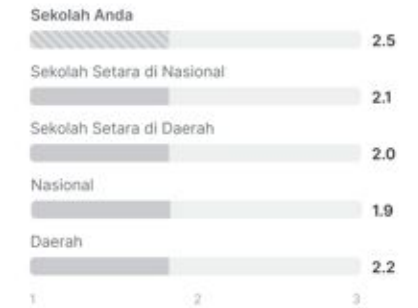 Sekolah Anda
2.5
Sekolah Setara di Nasional
2.1
Sekolah Setara di Daerah
2.0
Nasional
1.9
Daerah
2.2
1 2 3